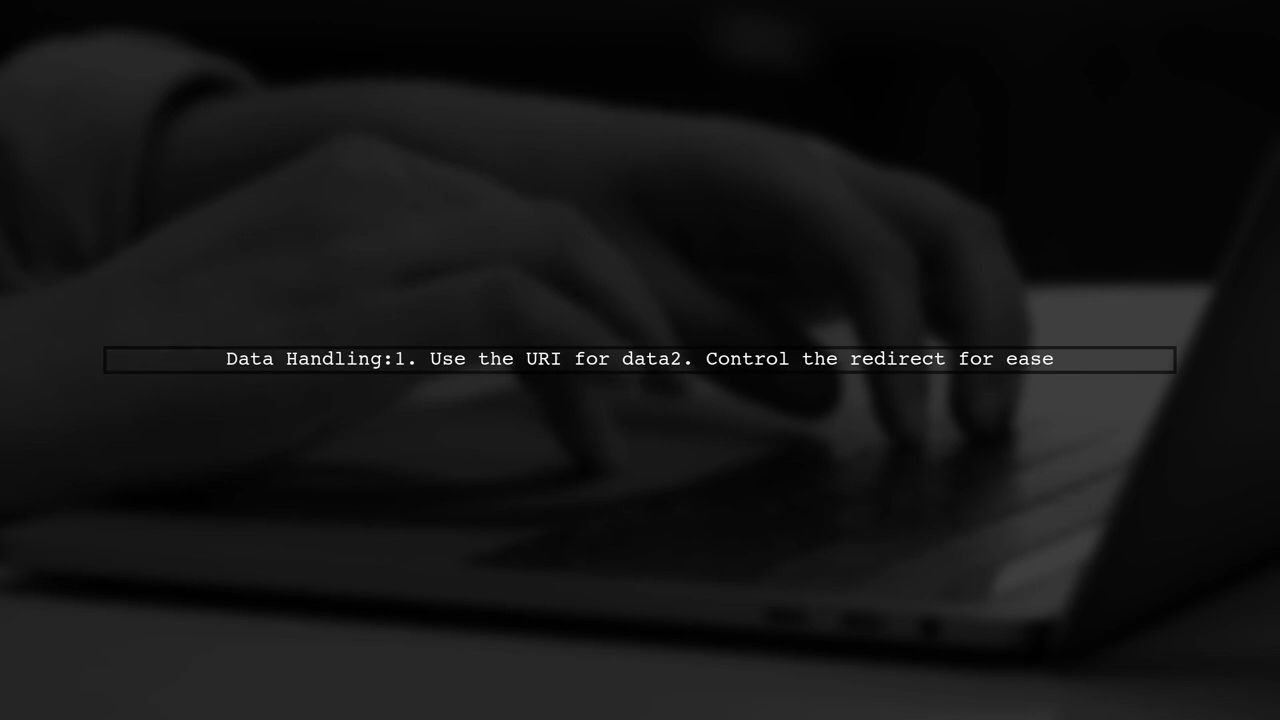 Data Handling:1. Use the URI for data2. Control the redirect for ease